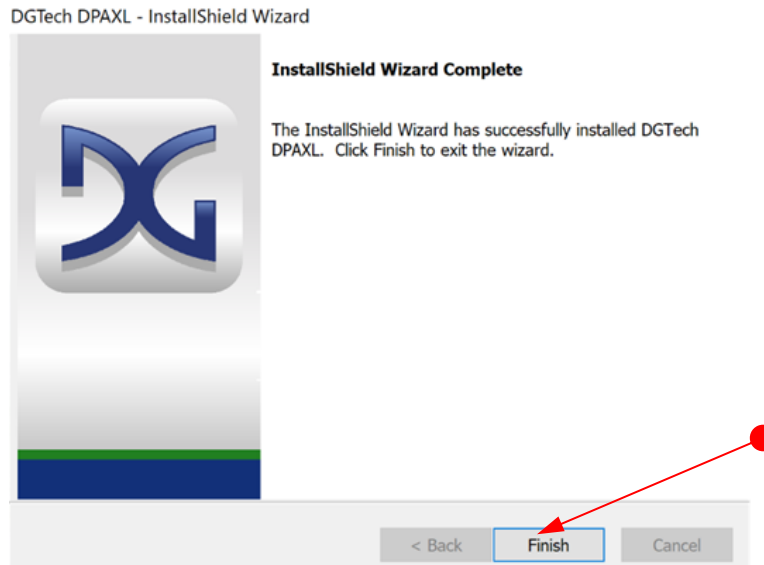 DGTech DPAXL - InstallShield Wizard
InstallShield Wizard Complete
The InstallShield Wizard has successfully installed DGTech
DPAXL.  Click Finish to exit the wizard.
DG
< Back
Finish
Cancel